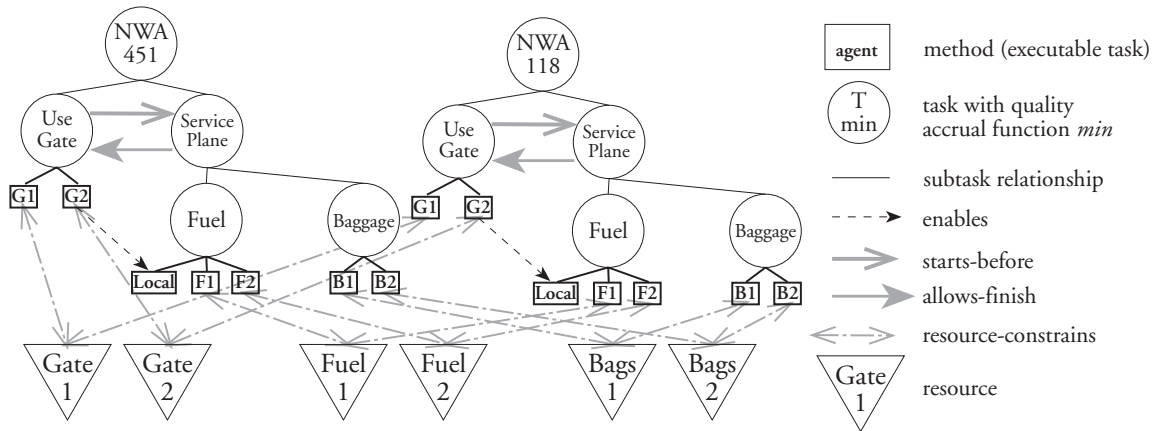 NWA
451
NWA
118
Use
Gate
Service
Plane
Use
Gate
Service
Plane
G1
G2
Fuel
Baggage
G1
G2
Fuel
Baggage
Local
F1
F2
B1
B2
Local
F1
F2
B1
B2
Gate
1
Gate
2
Fuel
1
Fuel
2
Bags
1
Bags
2
agent
method (executable task)
T
min
task with quality
accrual function min
subtask relationship
enables
starts-before
allows-finish
resource-constrains
Gate
1
resource